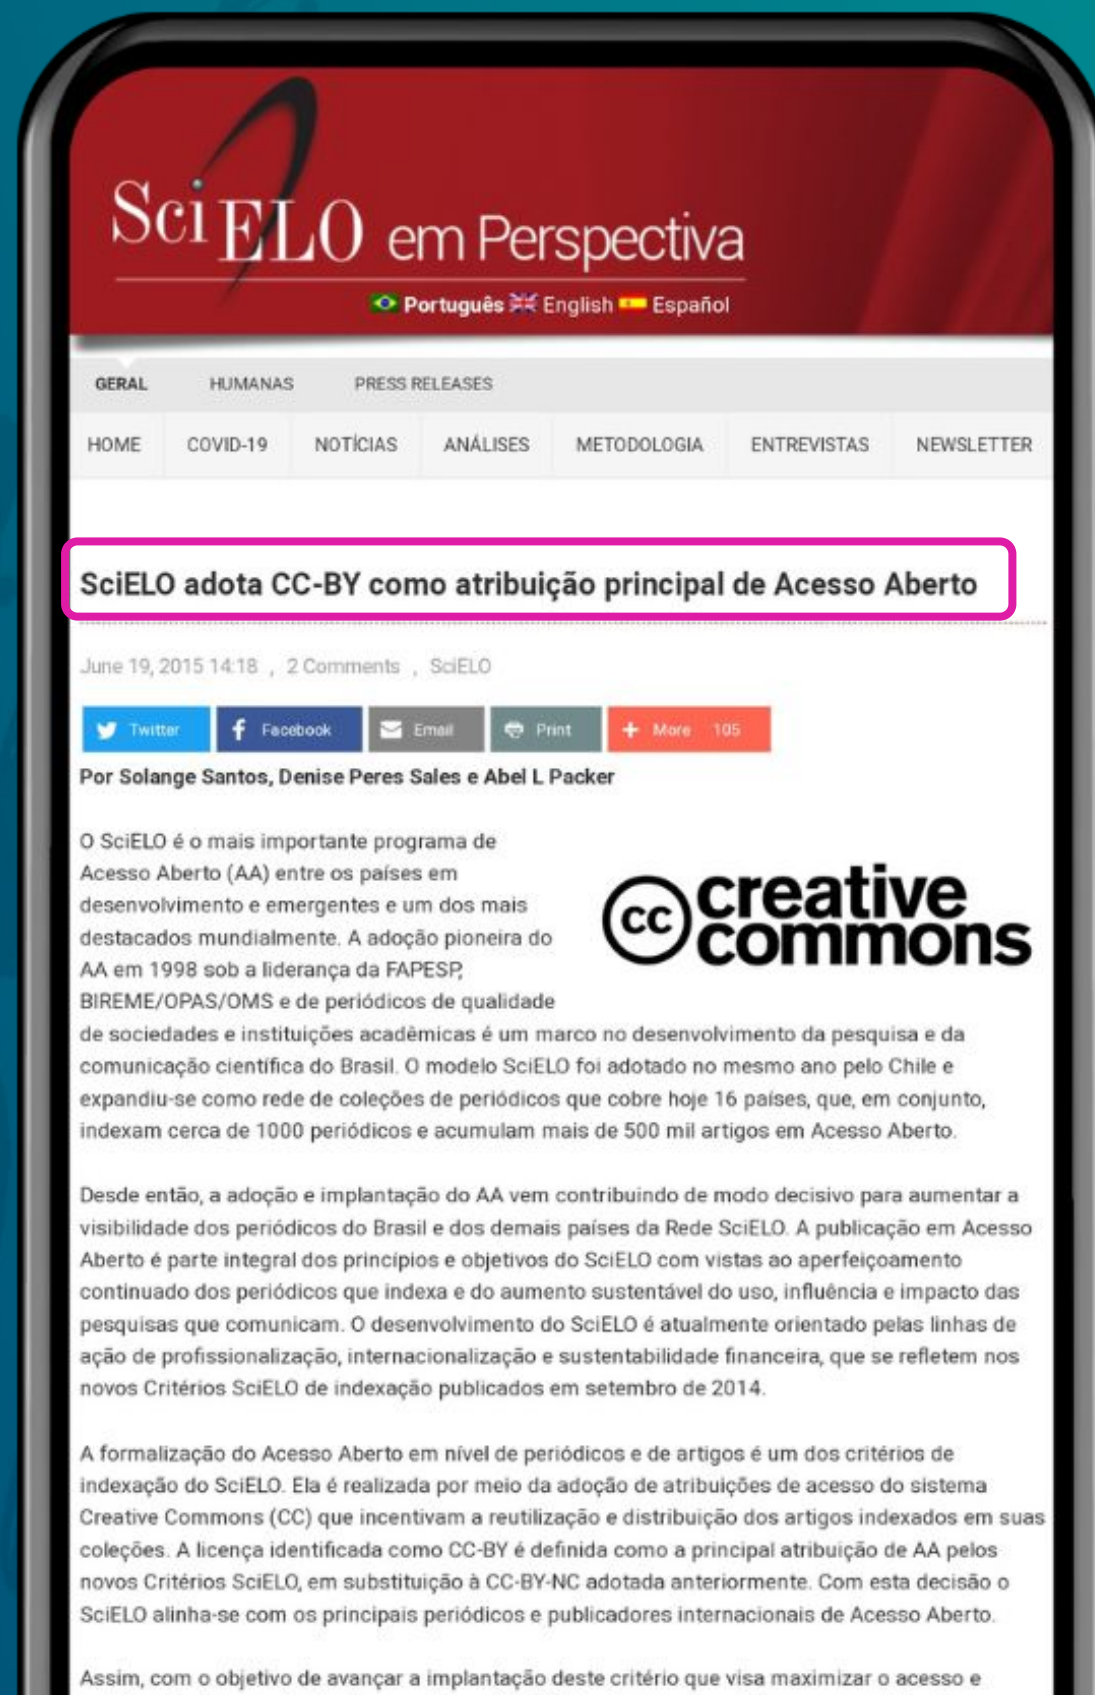 SciELO em Perspectiva
Português English Español
GERAL HUMANAS PRESS RELEASES
HOME COVID-19 NOTÍCIAS ANÁLISES METODOLOGIA ENTREVISTAS NEWSLETTER
SciELO adota CC-BY como atribuição principal de Acesso Aberto
June 19, 2015 14:18 , 2 Comments , SciELO
Twitter Facebook Email Print More 105
Por Solange Santos, Denise Peres Sales e Abel L Packer
O SciELO é o mais importante programa de
Acesso Aberto (AA) entre os países em
desenvolvimento e emergentes e um dos mais
destacados mundialmente. A adoção pioneira do
AA em 1998 sob a liderança da FAPESP,
BIREME/OPAS/OMS e de periódicos de qualidade
cc creative
commons
de sociedades e instituições acadêmicas é um marco no desenvolvimento da pesquisa e da
comunicação científica do Brasil. O modelo SciELO foi adotado no mesmo ano pelo Chile e
expandiu-se como rede de coleções de periódicos que cobre hoje 16 países, que, em conjunto,
indexam cerca de 1000 periódicos e acumulam mais de 500 mil artigos em Acesso Aberto.
Desde então, a adoção e implantação do AA vem contribuindo de modo decisivo para aumentar a
visibilidade dos periódicos do Brasil e dos demais países da Rede SciELO. A publicação em Acesso
Aberto é parte integral dos princípios e objetivos do SciELO com vistas ao aperfeiçoamento
continuado dos periódicos que indexa e do aumento sustentável do uso, influência e impacto das
pesquisas que comunicam. O desenvolvimento do SciELO é atualmente orientado pelas linhas de
ação de profissionalização, internacionalização e sustentabilidade financeira, que se refletem nos
novos Critérios SciELO de indexação publicados em setembro de 2014.
A formalização do Acesso Aberto em nível de periódicos e de artigos é um dos critérios de
indexação do SciELO. Ela é realizada por meio da adoção de atribuições de acesso do sistema
Creative Commons (CC) que incentivam a reutilização e distribuição dos artigos indexados em suas
coleções. A licença identificada como CC-BY é definida como a principal atribuição de AA pelos
novos Critérios SciELO, em substituição à CC-BY-NC adotada anteriormente. Com esta decisão o
SciELO alinha-se com os principais periódicos e publicadores internacionais de Acesso Aberto.
Assim, com o objetivo de avançar a implantação deste critério que visa maximizar o acesso e